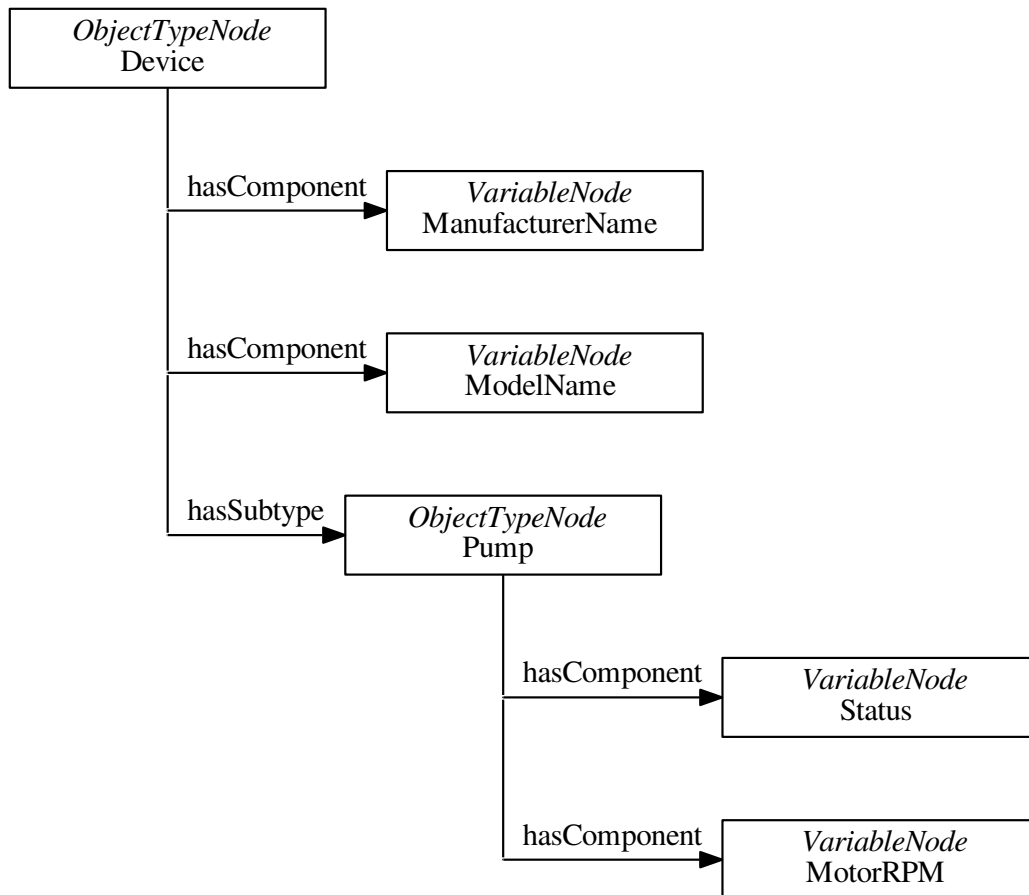 ObjectTypeNode
Device
hasComponent
VariableNode
ManufacturerName
hasComponent
VariableNode
ModelName
hasSubtype
ObjectTypeNode
Pump
hasComponent
VariableNode
Status
hasComponent
VariableNode
MotorRPM